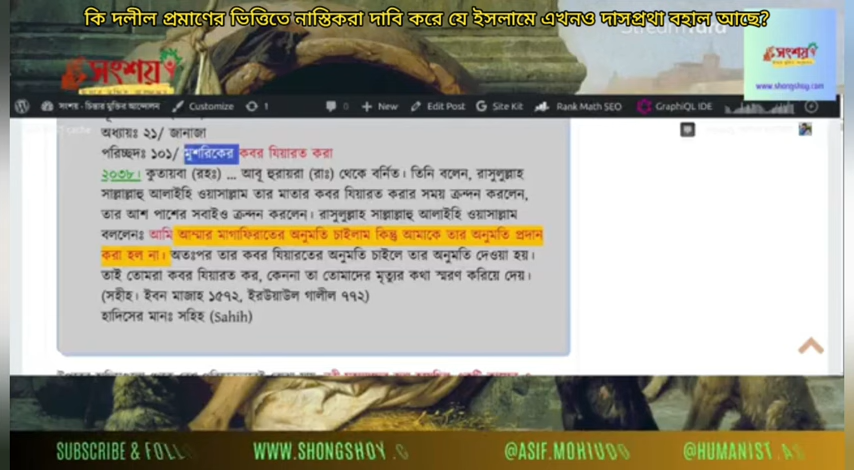 কি দলীল প্রমাণের ভিত্তিতে নাস্তিকরা দাবি করে যে ইসলামে এখনও দাসপ্রথা বহাল আছে?
সংশয়
সংশয়
www.shongshoy.com
সংশয় - চিন্তার মুক্তির আন্দোলন Customize 1 0 New Edit Post Site Kit Rank Math SEO GraphiQL IDE
অধ্যায়ঃ ২১/ জানাজা
পরিচ্ছদঃ ১০১/ মুশরিকের কবর যিয়ারত করা
২০৩৮। কুতায়বা (রহঃ) ... আবূ হুরায়রা (রাঃ) থেকে বর্নিত। তিনি বলেন, রাসুলুল্লাহ
সাল্লাল্লাহু আলাইহি ওয়াসাল্লাম তার মাতার কবর যিয়ারত করার সময় ক্রন্দন করলেন,
তার আশ পাশের সবাইও ক্রন্দন করলেন। রাসুলুল্লাহ সাল্লাল্লাহু আলাইহি ওয়াসাল্লাম
বললেনঃ আমি আম্মার মাগাফিরাতের অনুমতি চাইলাম কিন্তু আমাকে তার অনুমতি প্রদান
করা হল না। অতঃপর তার কবর যিয়ারতের অনুমতি চাইলে তার অনুমতি দেওয়া হয়।
তাই তোমরা কবর যিয়ারত কর, কেননা তা তোমাদের মৃত্যুর কথা স্মরণ করিয়ে দেয়।
(সহীহ। ইবন মাজাহ ১৫৭২, ইরউয়াউল গালীল ৭৭২)
হাদিসের মানঃ সহিহ (Sahih)
SUBSCRIBE & FOLL WWW.SHONGSHOY.C @ASIF.MOHIUDD @HUMANIST